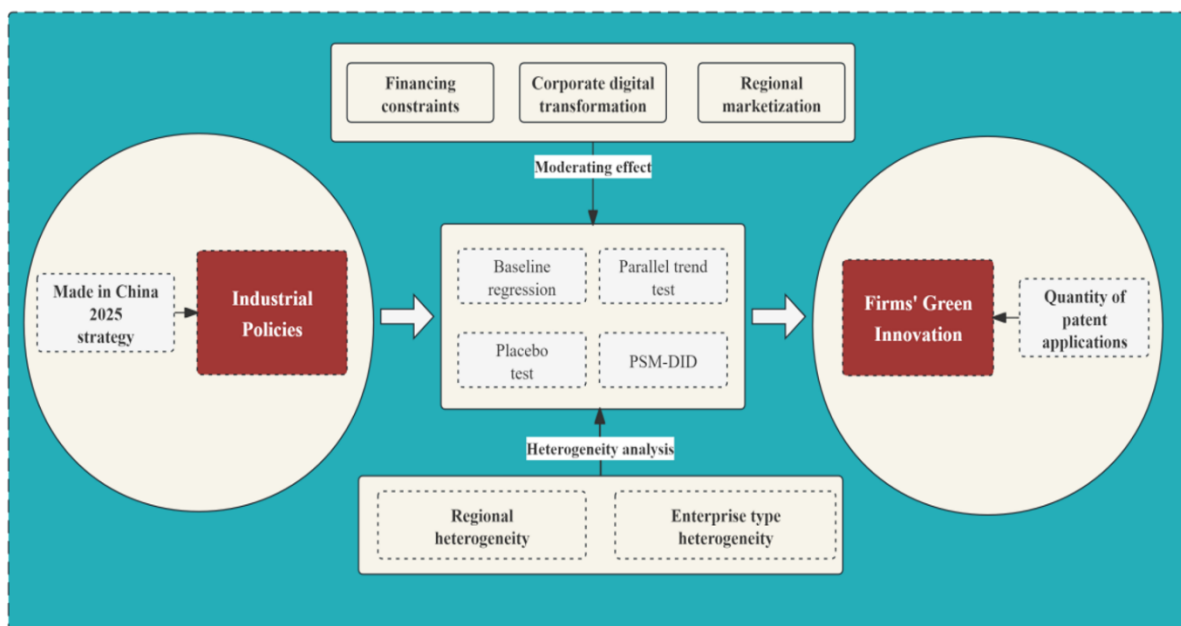 Financing
constraints
Corporate digital
transformation
Regional
marketization
Moderating effect
Made in China
2025
strategy
Industrial
Policies
Baseline
regression
Parallel trend
test
Placebo
test
PSM-DID
Firms' Green
Innovation
Quantity of
patent
applications
Heterogeneity analysis
Regional
heterogeneity
Enterprise type
heterogeneity